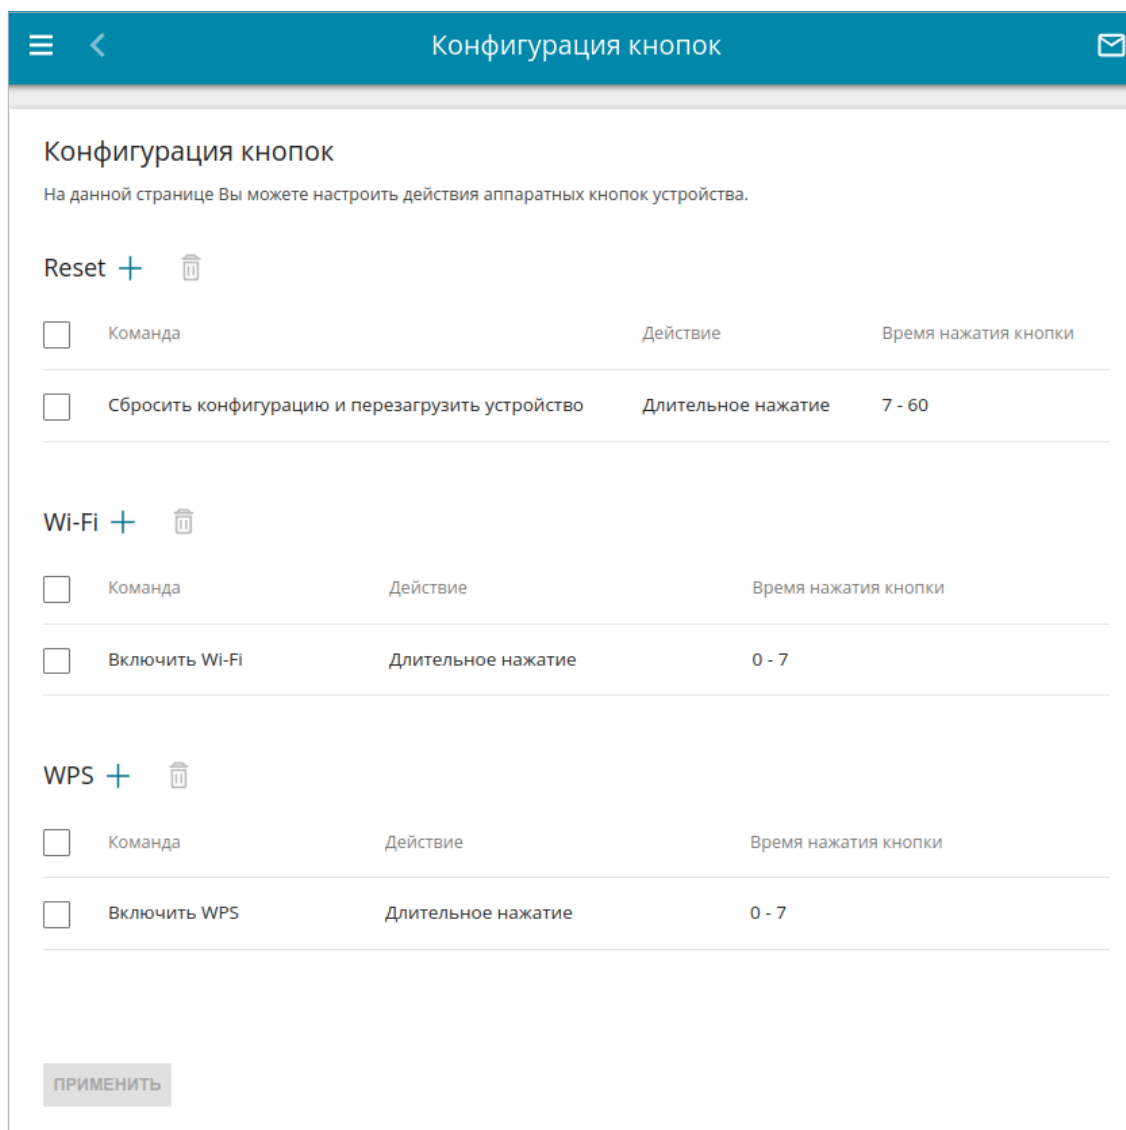 Конфигурация кнопок
Конфигурация кнопок
На данной странице Вы можете настроить действия аппаратных кнопок устройства.
Reset
Команда Действие Время нажатия кнопки
Сбросить конфигурацию и перезагрузить устройство Длительное нажатие 7 - 60
Wi-Fi
Команда Действие Время нажатия кнопки
Включить Wi-Fi Длительное нажатие 0 - 7
WPS
Команда Действие Время нажатия кнопки
Включить WPS Длительное нажатие 0 - 7
ПРИМЕНИТЬ